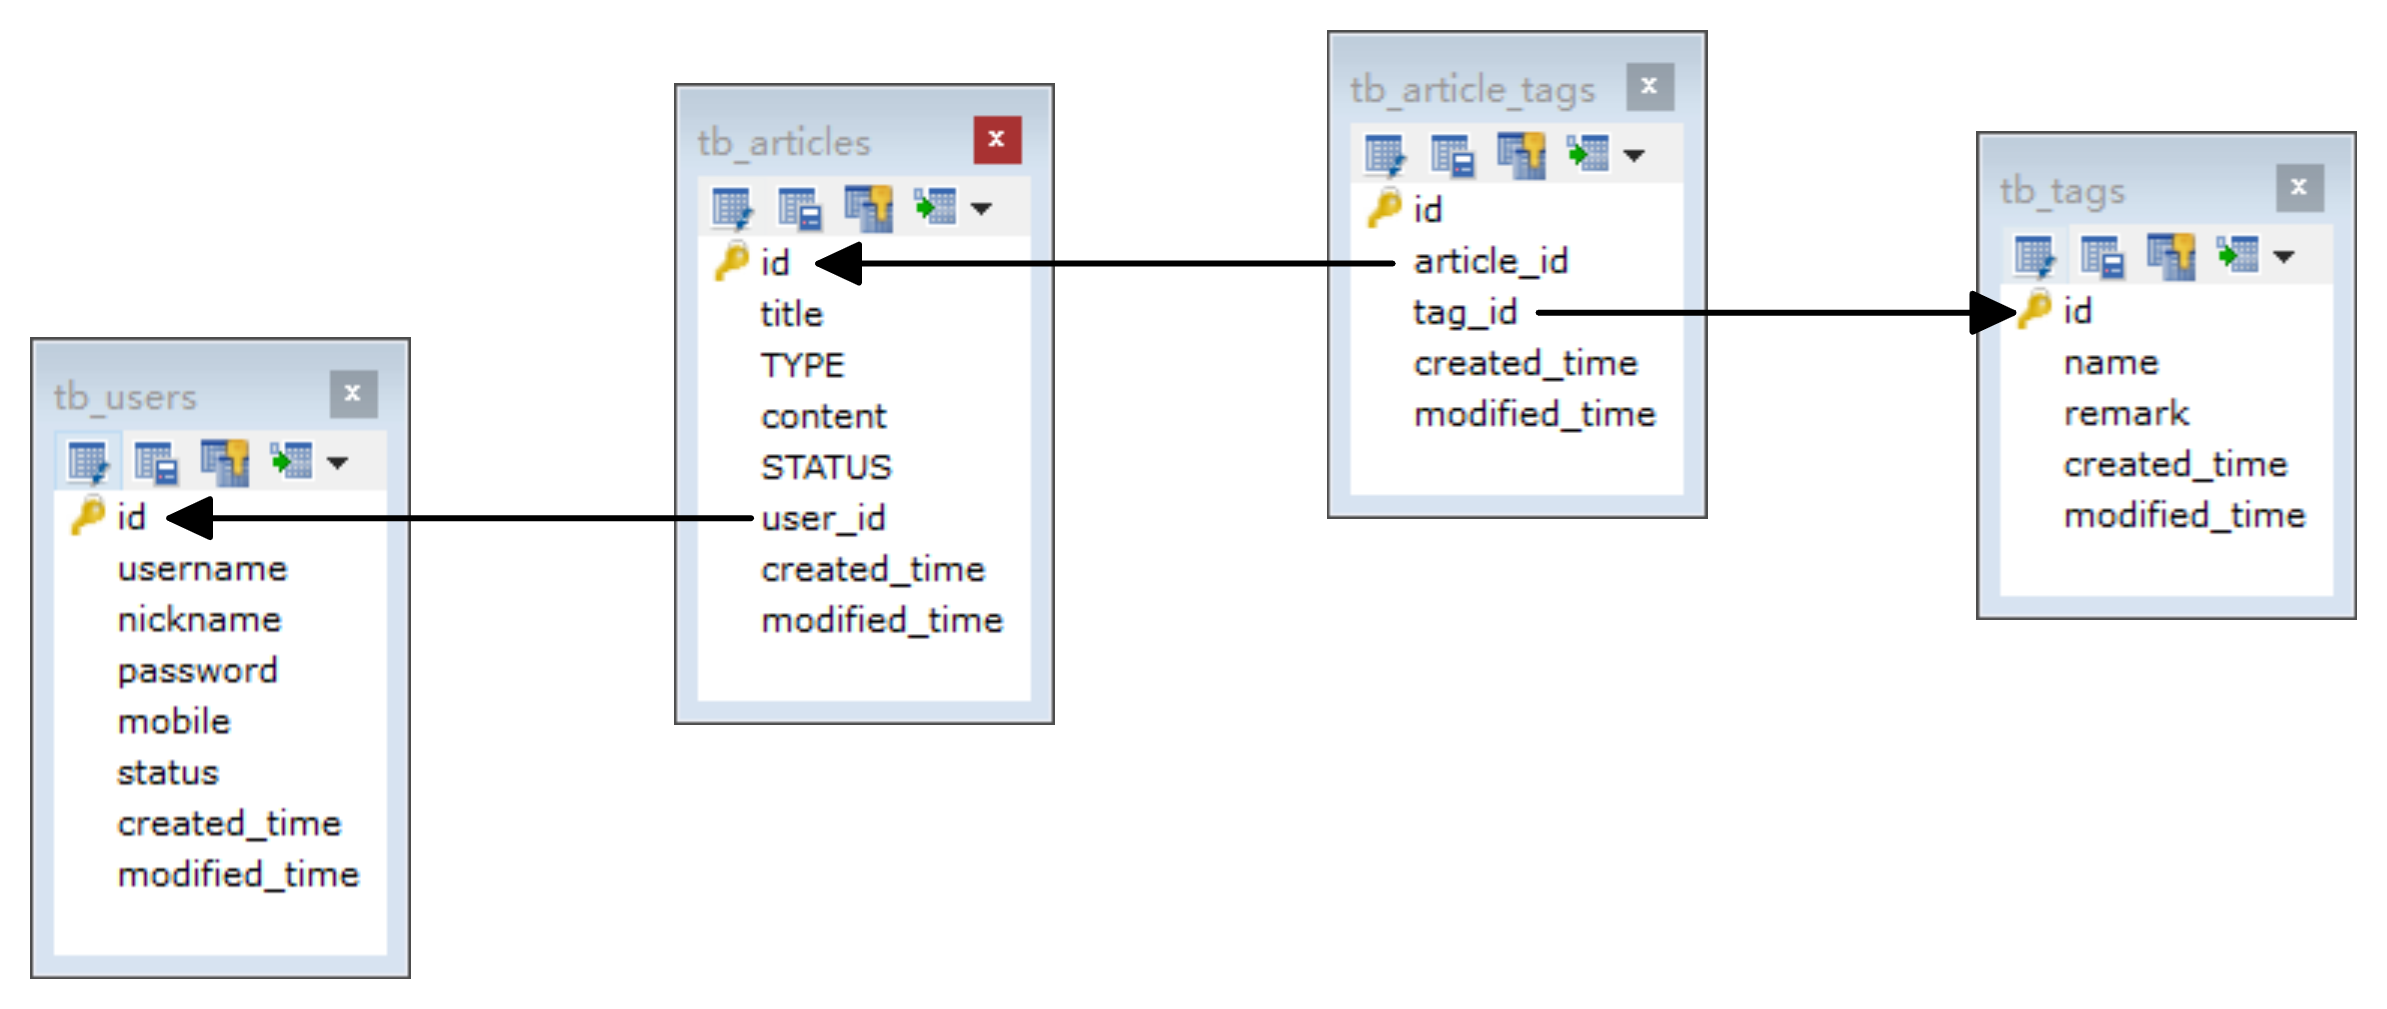 tb_users
id
username
nickname
password
mobile
status
created_time
modified_time
tb_articles
id
title
TYPE
content
STATUS
user_id
created_time
modified_time
tb_article_tags
id
article_id
tag_id
created_time
modified_time
tb_tags
id
name
remark
created_time
modified_time